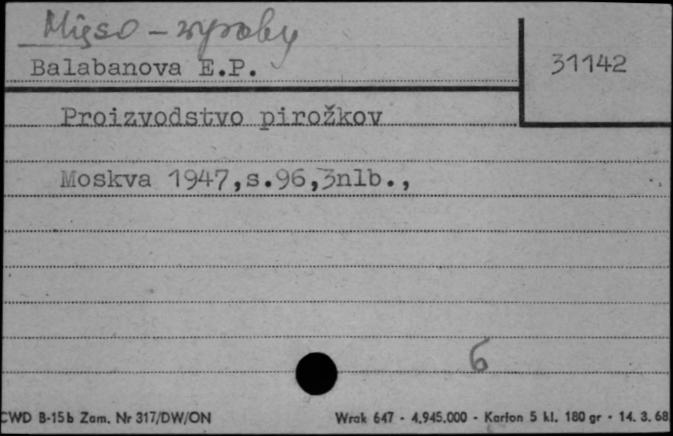 Mięso - wyroby
Balabanova E.P.
31142
Proizvodstvo pirožkov
Moskva 1947,s.96,3nlb.,
6
CWD B-15b Zam. Nr 317/DW/ON
Wrak 647 - 4.945.000 - Karton 5 kl. 180 gr - 14. 3. 68